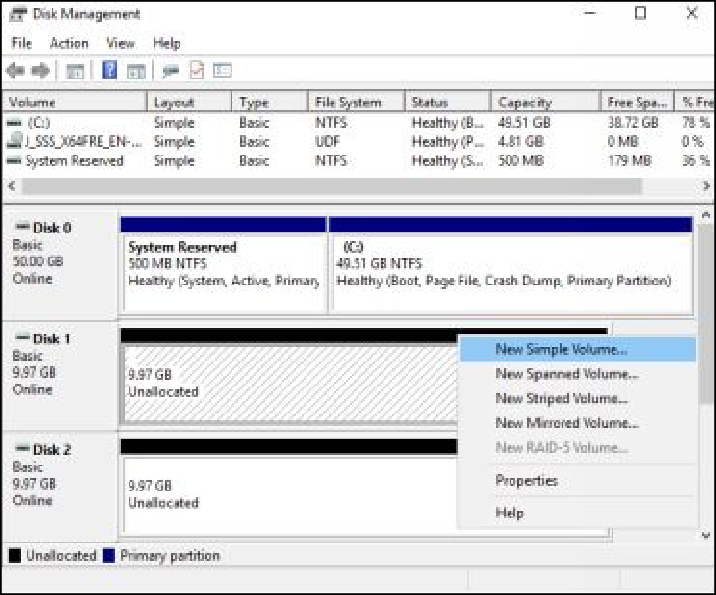 Disk Management
File Action View Help
Volume Layout Type File System Status Capacity Free Spa... % Fre
(C:) Simple Basic NTFS Healthy (B... 49.51 GB 38.72 GB 78 %
J_SSS_X64FRE_EN-... Simple Basic UDF Healthy (P... 4.81 GB 0 MB 0 %
System Reserved Simple Basic NTFS Healthy (S... 500 MB 179 MB 36 %
Disk 0
Basic
50.00 GB
Online
System Reserved
500 MB NTFS
Healthy (System, Active, Primary
(C:)
49.51 GB NTFS
Healthy (Boot, Page File, Crash Dump, Primary Partition)
Disk 1
Basic
9.97 GB
Online
9.97 GB
Unallocated
New Simple Volume...
New Spanned Volume...
New Striped Volume...
New Mirrored Volume...
New RAID-5 Volume...
Properties
Help
Disk 2
Basic
9.97 GB
Online
9.97 GB
Unallocated
Unallocated Primary partition